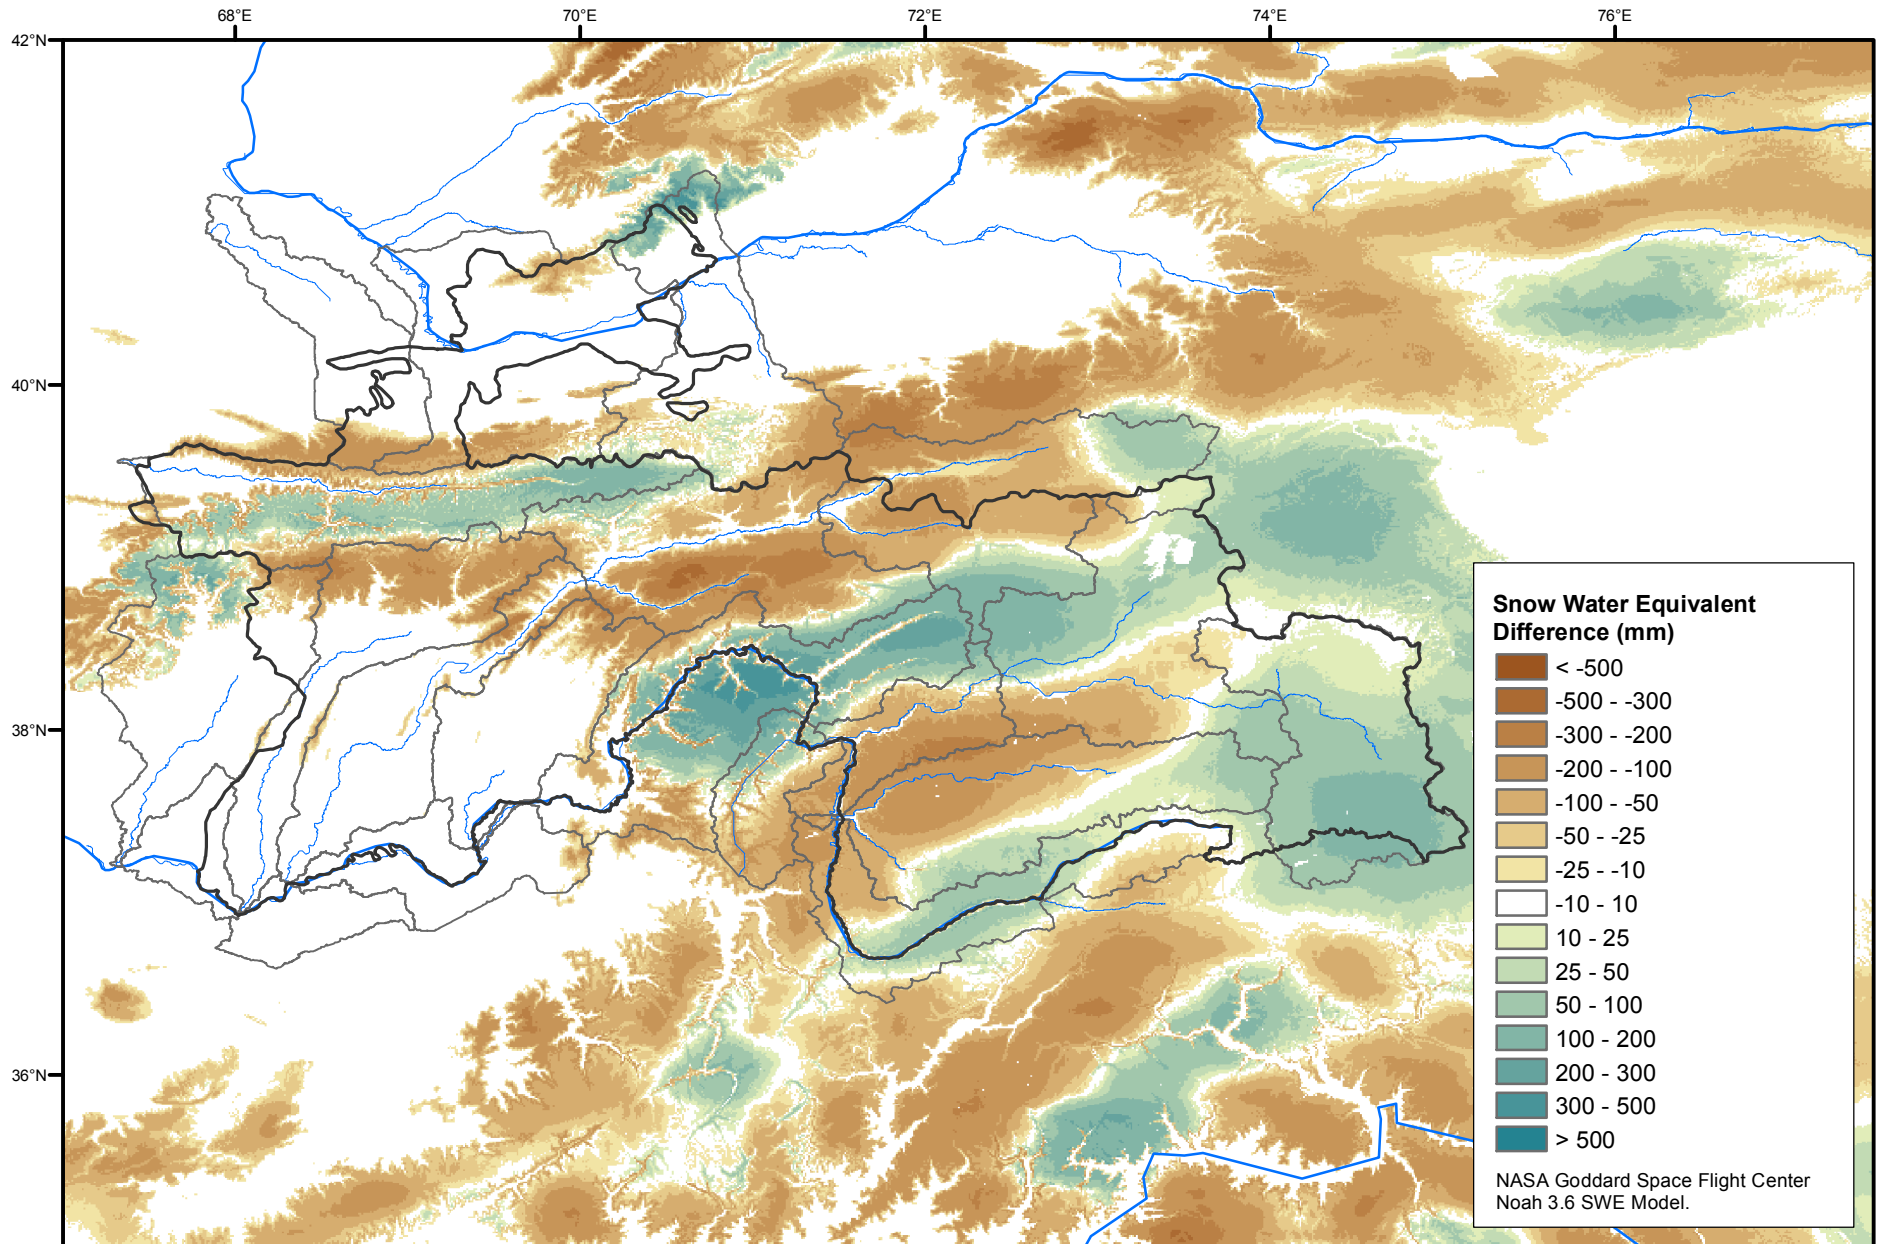 68°E
70°E
72°E
74°E
76°E
42°N
40°N
38°N
36°N
Snow Water Equivalent
Difference (mm)
< -500
-500 - -300
-300 - -200
-200 - -100
-100 - -50
-50 - -25
-25 - -10
-10 - 10
10 - 25
25 - 50
50 - 100
100 - 200
200 - 300
300 - 500
> 500
NASA Goddard Space Flight Center
Noah 3.6 SWE Model.